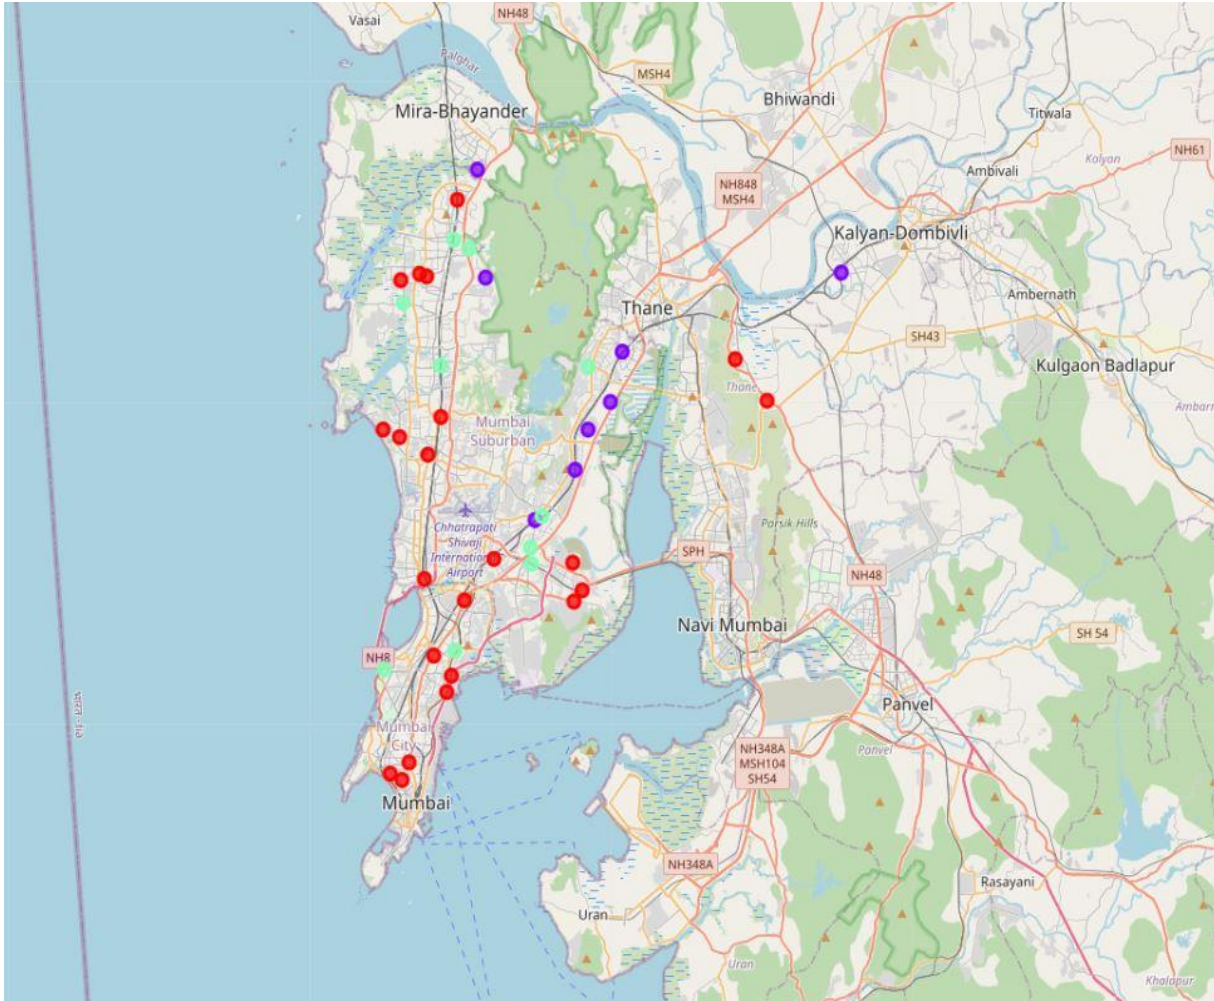 Vasai
NH48
Palghar
MSH4
Bhiwandi
Mira-Bhayander
Titwala
NH61
Kalyan
Ambivali
NH848
MSH4
Kalyan-Dombivli
Ambernath
Thane
SH43
Kulgaon Badlapur
Thane
Ambarn
Mumbai
Suburban
Chhatrapati
Shivaji
International
Airport
Parsik Hills
SPH
NH48
Navi Mumbai
SH 54
NH8
Panvel
Mumbai
City
Panvel
NH348A
MSH104
SH54
Mumbai
NH348A
Rasayani
Uran
Uran
Khalapur